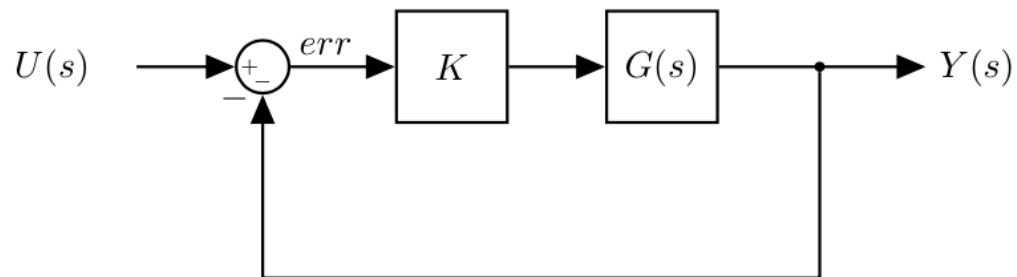 U(s) + − − err K G(s) Y(s)